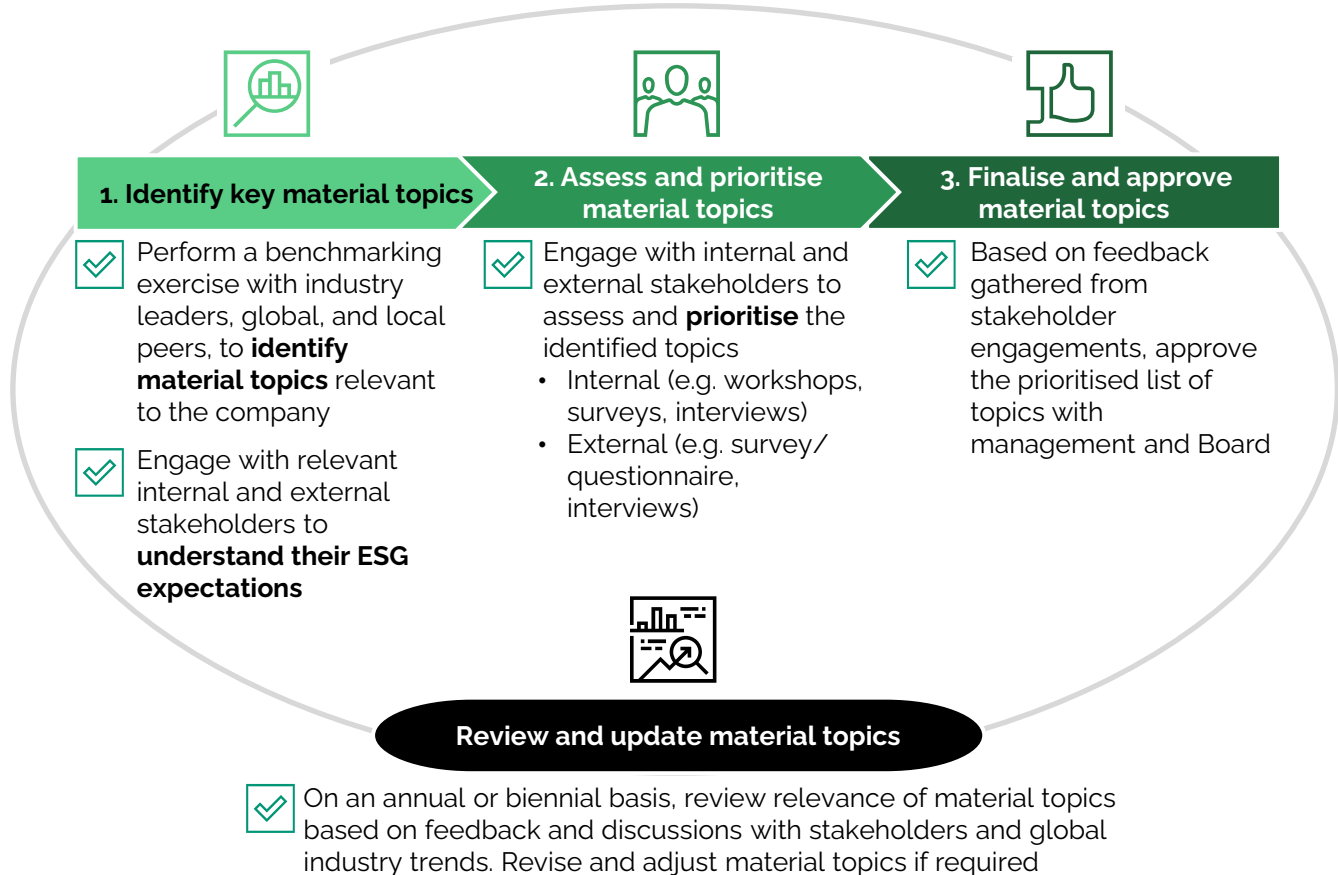 1. Identify key material topics
Perform a benchmarking
exercise with industry
leaders, global, and local
peers, to identify
material topics relevant
to the company
Engage with relevant
internal and external
stakeholders to
understand their ESG
expectations
2. Assess and prioritise
material topics
Engage with internal and
external stakeholders to
assess and prioritise the
identified topics
• Internal (e.g. workshops,
surveys, interviews)
• External (e.g. survey/
questionnaire,
interviews)
3. Finalise and approve
material topics
Based on feedback
gathered from
stakeholder
engagements, approve
the prioritised list of
topics with
management and Board
Review and update material topics
On an annual or biennial basis, review relevance of material topics
based on feedback and discussions with stakeholders and global
industry trends. Revise and adjust material topics if required